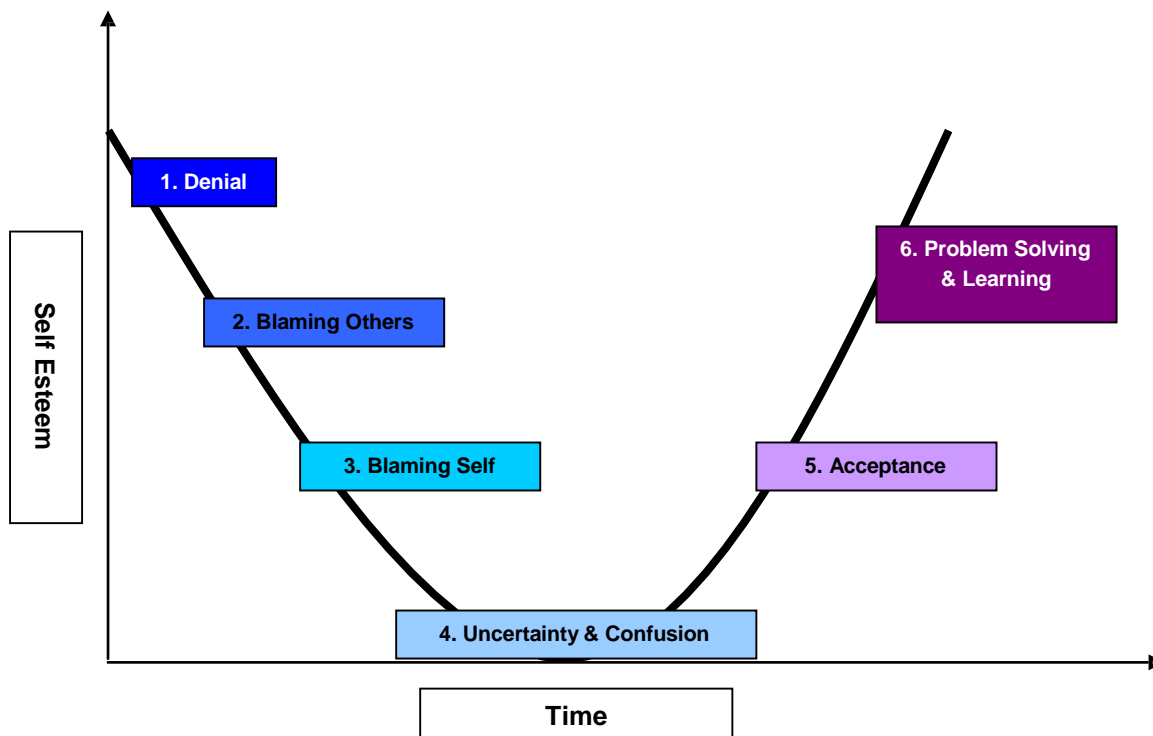 1. Denial
2. Blaming Others
3. Blaming Self
4. Uncertainty & Confusion
5. Acceptance
6. Problem Solving
& Learning
Self Esteem
Time